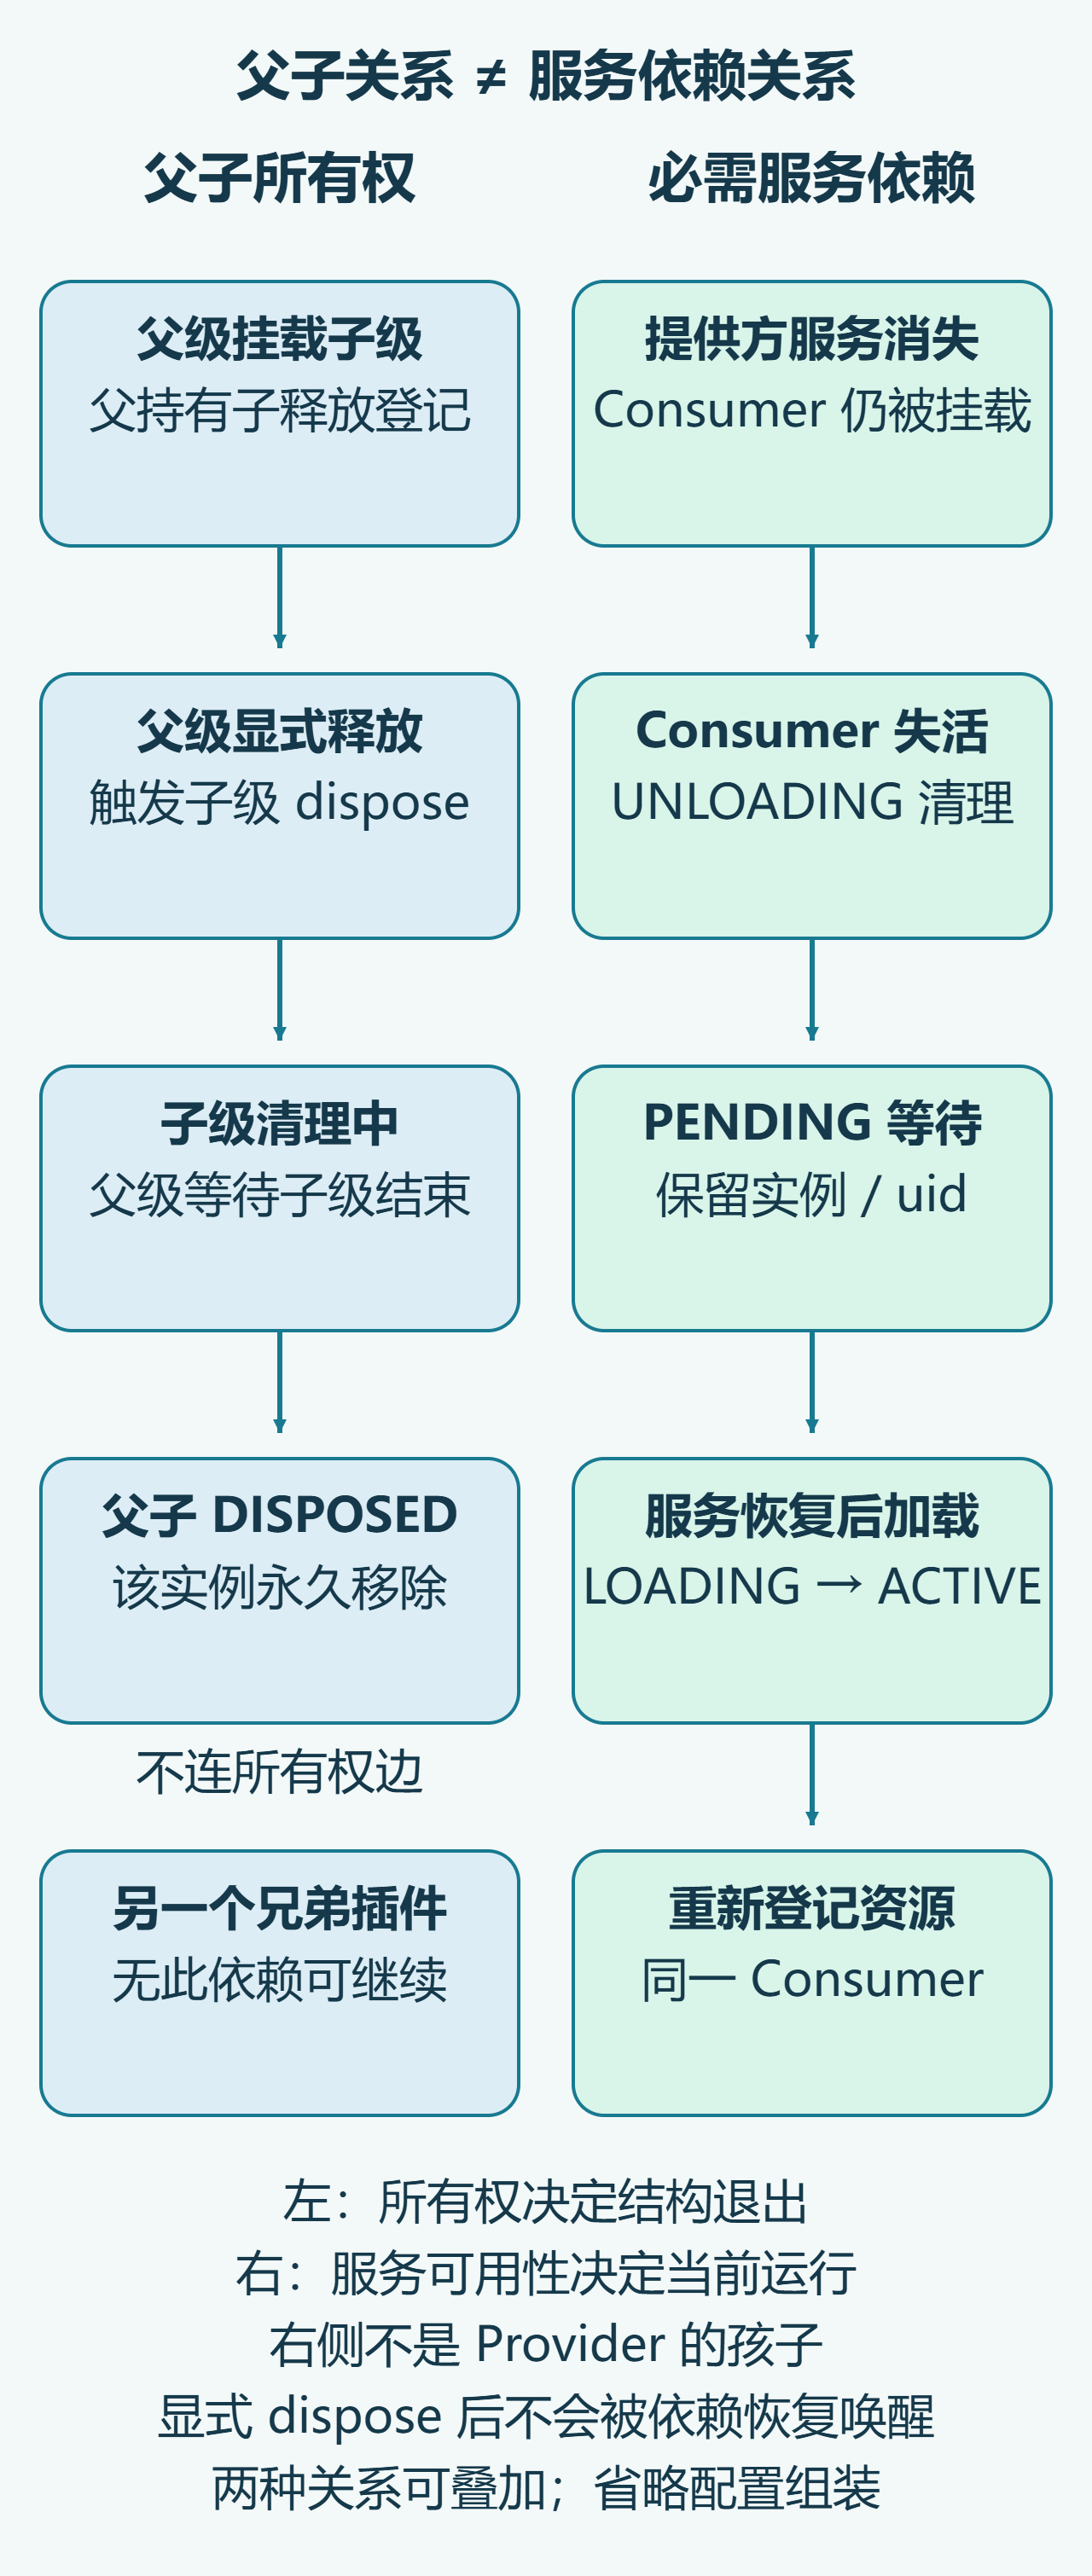 父子关系 ≠ 服务依赖关系
父子所有权
必需服务依赖
父级挂载子级
父持有子释放登记
提供方服务消失
Consumer 仍被挂载
父级显式释放
触发子级 dispose
Consumer 失活
UNLOADING 清理
子级清理中
父级等待子级结束
PENDING 等待
保留实例 / uid
父子 DISPOSED
该实例永久移除
服务恢复后加载
LOADING → ACTIVE
不连所有权边
另一个兄弟插件
无此依赖可继续
重新登记资源
同一 Consumer
左：所有权决定结构退出
右：服务可用性决定当前运行
右侧不是 Provider 的孩子
显式 dispose 后不会被依赖恢复唤醒
两种关系可叠加；省略配置组装